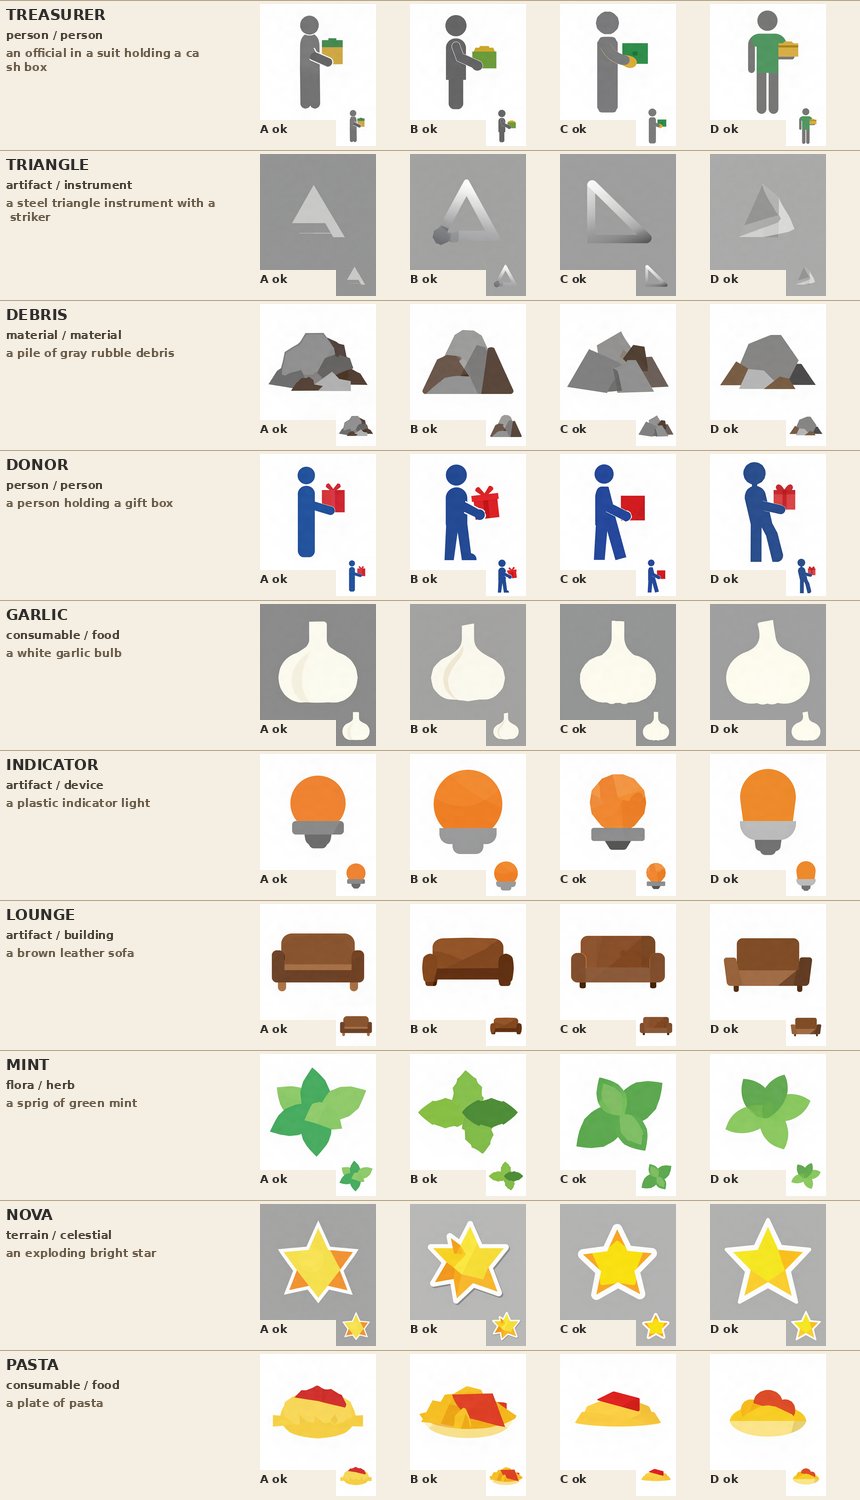 TREASURER
person / person
an official in a suit holding a ca
sh box
A ok
B ok
C ok
D ok
TRIANGLE
artifact / instrument
a steel triangle instrument with a
striker
A ok
B ok
C ok
D ok
DEBRIS
material / material
a pile of gray rubble debris
A ok
B ok
C ok
D ok
DONOR
person / person
a person holding a gift box
A ok
B ok
C ok
D ok
GARLIC
consumable / food
a white garlic bulb
A ok
B ok
C ok
D ok
INDICATOR
artifact / device
a plastic indicator light
A ok
B ok
C ok
D ok
LOUNGE
artifact / building
a brown leather sofa
A ok
B ok
C ok
D ok
MINT
flora / herb
a sprig of green mint
A ok
B ok
C ok
D ok
NOVA
terrain / celestial
an exploding bright star
A ok
B ok
C ok
D ok
PASTA
consumable / food
a plate of pasta
A ok
B ok
C ok
D ok